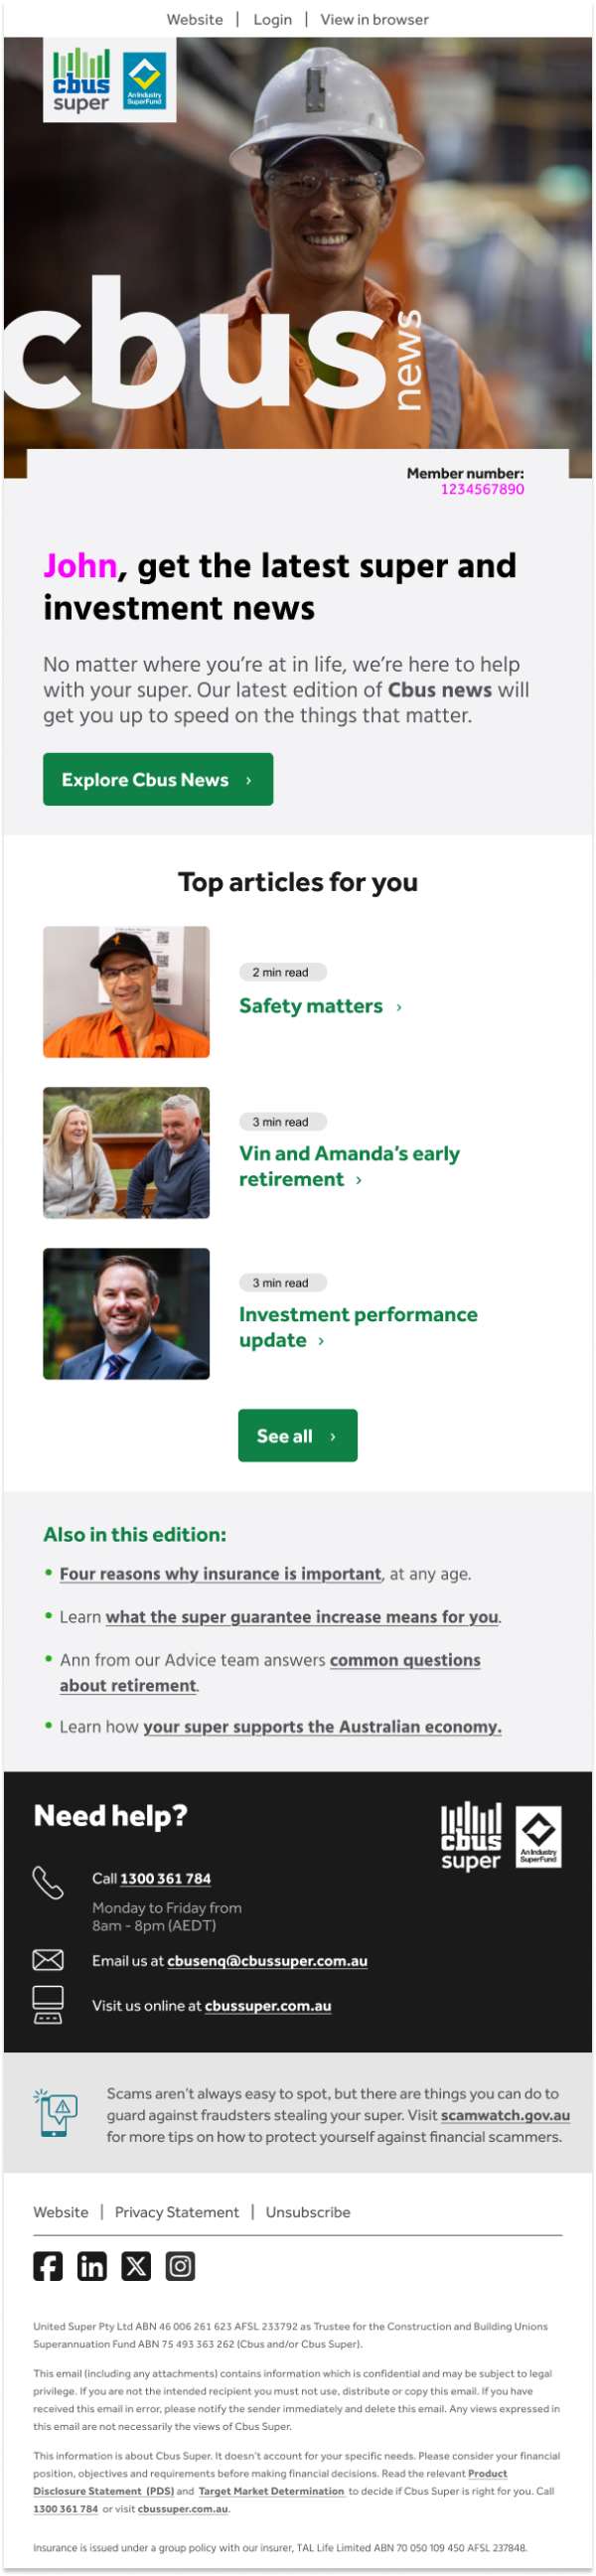 Website | Login | View in browser
cbus
super
An Industry
SuperFund
cbus news
Member number:
1234567890
John, get the latest super and
investment news
No matter where you're at in life, we're here to help
with your super. Our latest edition of Cbus news will
get you up to speed on the things that matter.
Explore Cbus News ›
Top articles for you
2 min read
Safety matters ›
3 min read
Vin and Amanda's early
retirement ›
3 min read
Investment performance
update ›
See all ›
Also in this edition:
• Four reasons why insurance is important, at any age.
• Learn what the super guarantee increase means for you.
• Ann from our Advice team answers common questions
about retirement.
• Learn how your super supports the Australian economy.
Need help?
cbus
super
An Industry
SuperFund
Call 1300 361 784
Monday to Friday from
8am - 8pm (AEDT)
Email us at cbusenq@cbussuper.com.au
Visit us online at cbussuper.com.au
Scams aren't always easy to spot, but there are things you can do to
guard against fraudsters stealing your super. Visit scamwatch.gov.au
for more tips on how to protect yourself against financial scammers.
Website | Privacy Statement | Unsubscribe
United Super Pty Ltd ABN 46 006 261 623 AFSL 233792 as Trustee for the Construction and Building Unions
Superannuation Fund ABN 75 493 363 262 (Cbus and/or Cbus Super).
This email (including any attachments) contains information which is confidential and may be subject to legal
privilege. If you are not the intended recipient you must not use, distribute or copy this email. If you have
received this email in error, please notify the sender immediately and delete this email. Any views expressed in
this email are not necessarily the views of Cbus Super.
This information is about Cbus Super. It doesn't account for your specific needs. Please consider your financial
position, objectives and requirements before making financial decisions. Read the relevant Product
Disclosure Statement (PDS) and Target Market Determination to decide if Cbus Super is right for you. Call
1300 361 784 or visit cbussuper.com.au.
Insurance is issued under a group policy with our insurer, TAL Life Limited ABN 70 050 109 450 AFSL 237848.